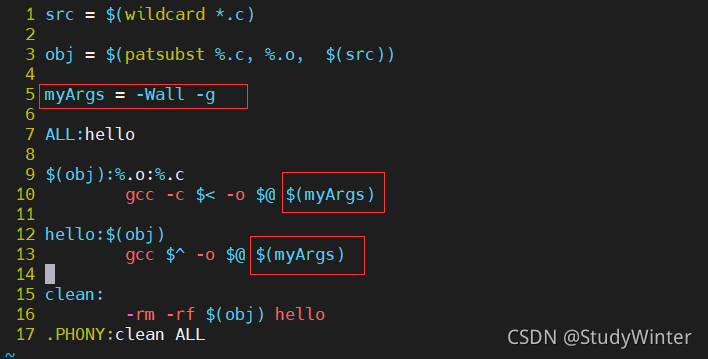 1 src = $(wildcard *.c)
2
3 obj = $(patsubst %.c, %.o,  $(src))
4
5 myArgs = -Wall -g
6
7 ALL:hello
8
9 $(obj):%.o:%.c
10         gcc -c $< -o $@ $(myArgs)
11
12 hello:$(obj)
13         gcc $^ -o $@ $(myArgs)
14
15 clean:
16         -rm -rf $(obj) hello
17 .PHONY:clean ALL
~
CSDN @StudyWinter